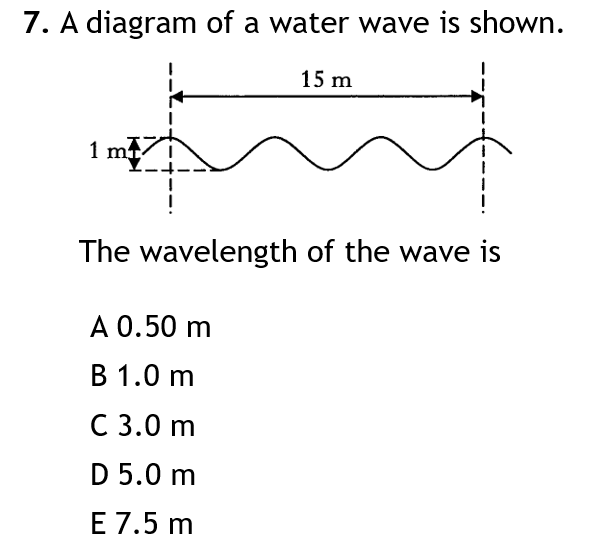 7. A diagram of a water wave is shown.
15 m
1 m
The wavelength of the wave is
A 0.50 m
B 1.0 m
C 3.0 m
D 5.0 m
E 7.5 m